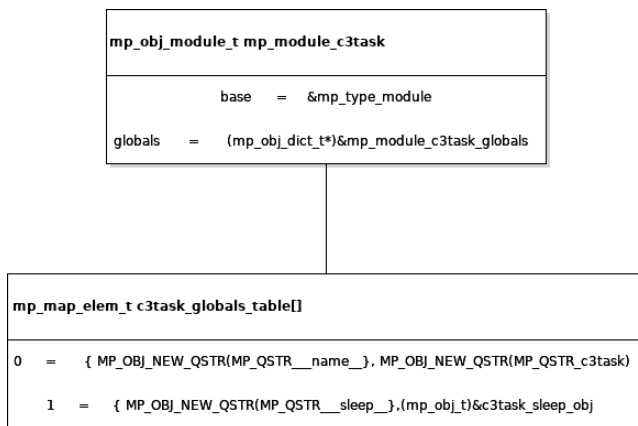 mp_obj_module_t mp_module_c3task
base = &mp_type_module
globals = (mp_obj_dict_t*)&mp_module_c3task_globals
mp_map_elem_t c3task_globals_table[]
0 = { MP_OBJ_NEW_QSTR(MP_QSTR___name__}, MP_OBJ_NEW_QSTR(MP_QSTR_c3task)
1 = { MP_OBJ_NEW_QSTR(MP_QSTR___sleep__},(mp_obj_t)&c3task_sleep_obj